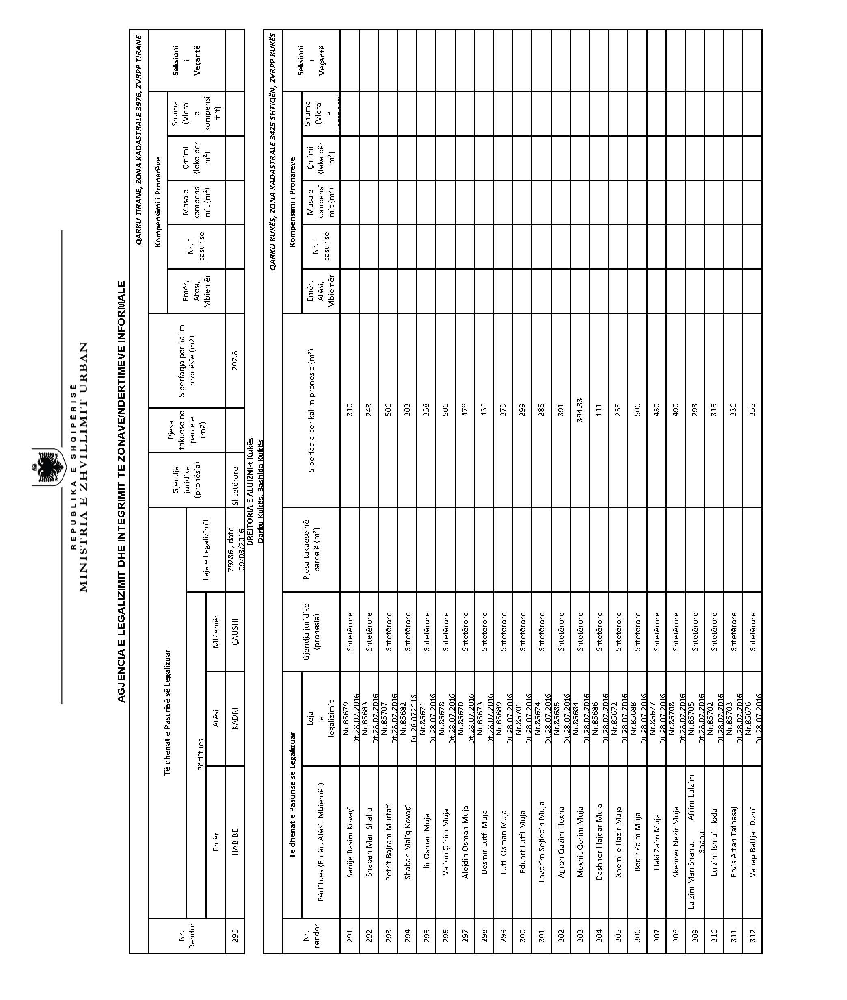 REPUBLIKA E SHQIPËRISË
MINISTRIA E ZHVILLIMIT URBAN
AGJENCIA E LEGALIZIMIT DHE INTEGRIMIT TE ZONAVE/NDERTIMEVE INFORMALE
QARKU TIRANE, ZONA KADASTRALE 3976, ZVRPP TIRANE
Nr. Rendor
Të dhenat e Pasurisë së Legalizuar
Përfitues
Emër
Atësi
Mbiemër
Leja e Legalizimit
Gjendja juridike (pronësia)
Pjesa takuese në parcele (m2)
Siperfaqja per kalim pronësie (m2)
Kompensimi i Pronarëve
Emër, Atësi, Mbiemër
Nr. i pasurisë
Masa e kompensi mit (m²)
Çmimi (leke për m²)
Shuma (Vlera e kompensi mit)
Seksioni i Veçantë
290 HABIBE KADRI ÇAUSHI 79286 , date 09/03/2016 Shtetërore 207.8
DREJTORIA E ALUIZNI-t Kukës
Qarku Kukës, Bashkia Kukës
QARKU KUKËS, ZONA KADASTRALE 3425 SHTIQËN, ZVRPP KUKËS
Nr. rendor
Të dhënat e Pasurisë së Legalizuar
Përfitues (Emër, Atësi, Mbiemër)
Leja e legalizimit
Gjendja juridike (pronesia)
Pjesa takuese në parcelë (m²)
Sipërfaqja për kalim pronësie (m²)
Kompensimi i Pronarëve
Emër, Atësi, Mbiemër
Nr. i pasurisë
Masa e kompensi mit (m²)
Çmimi (leke për m²)
Shuma (Vlera e kompensi
Seksioni i Veçantë
291 Sanije Rasim Kovaçi Nr.85679 Dt.28.07.2016 Shtetërore 310
292 Shaban Man Shahu Nr.85683 Dt.28.07.2016 Shtetërore 243
293 Petrit Bajram Murtati Nr.85707 Dt.28.07.2016 Shtetërore 500
294 Shaban Maliq Kovaçi Nr.85682 Dt.28.072016 Shtetërore 303
295 Ilir Osman Muja Nr.85671 Dt.28.07.2016 Shtetërore 358
296 Valion Çlirim Muja Nr.85678 Dt.28.07.2016 Shtetërore 500
297 Alejdin Osman Muja Nr.85670 Dt.28.07.2016 Shtetërore 478
298 Besmir Lutfi Muja Nr.85673 Dt.28.07.2016 Shtetërore 430
299 Lutfi Osman Muja Nr.85689 Dt.28.07.2016 Shtetërore 379
300 Eduart Lutfi Muja Nr.85701 Dt.28.07.2016 Shtetërore 299
301 Lavdrim Sejfedin Muja Nr.85674 Dt.28.07.2016 Shtetërore 285
302 Agron Qazim Hoxha Nr.85685 Dt.28.07.2016 Shtetërore 391
303 Mexhit Qerim Muja Nr.85684 Dt.28.07.2016 Shtetërore 394.33
304 Dashnor Hajdar Muja Nr.85686 Dt.28.07.2016 Shtetërore 111
305 Xhemile Hazir Muja Nr.85672 Dt.28.07.2016 Shtetërore 255
306 Beqir Zaim Muja Nr.85688 Dt.28.07.2016 Shtetërore 500
307 Haki Zaim Muja Nr.85677 Dt.28.07.2016 Shtetërore 450
308 Skender Nezir Muja Nr.85708 Dt.28.07.2016 Shtetërore 490
309 Lulzim Man Shahu, Afrim Lulzim Shahu Nr.85705 Dt.28.07.2016 Shtetërore 293
310 Lulzim Ismail Hoda Nr.85702 Dt.28.07.2016 Shtetërore 315
311 Ervis Artan Tafhasaj Nr.85703 Dt.28.07.2016 Shtetërore 330
312 Vehap Baftjar Domi Nr.85676 Dt.28.07.2016 Shtetërore 355